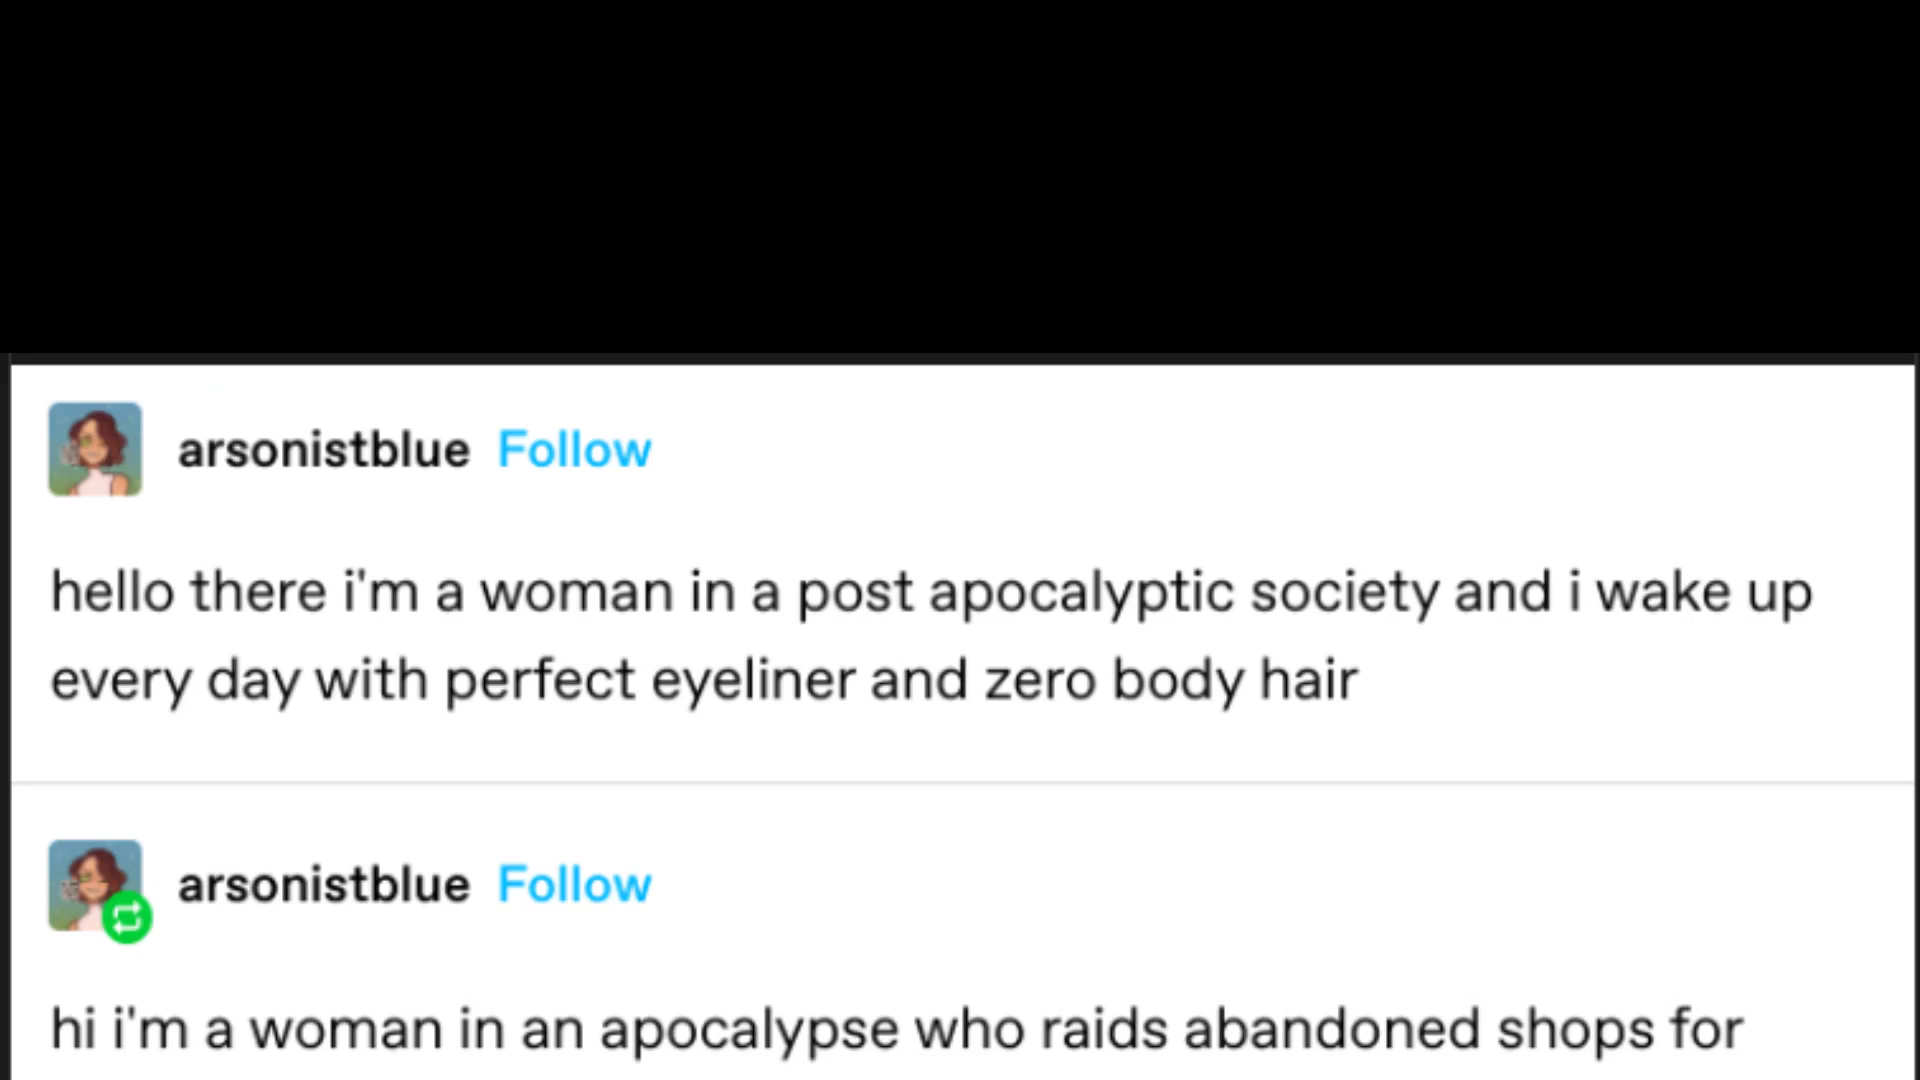 arsonistblue Follow
hello there i'm a woman in a post apocalyptic society and i wake up
every day with perfect eyeliner and zero body hair
arsonistblue Follow
hi i'm a woman in an apocalypse who raids abandoned shops for